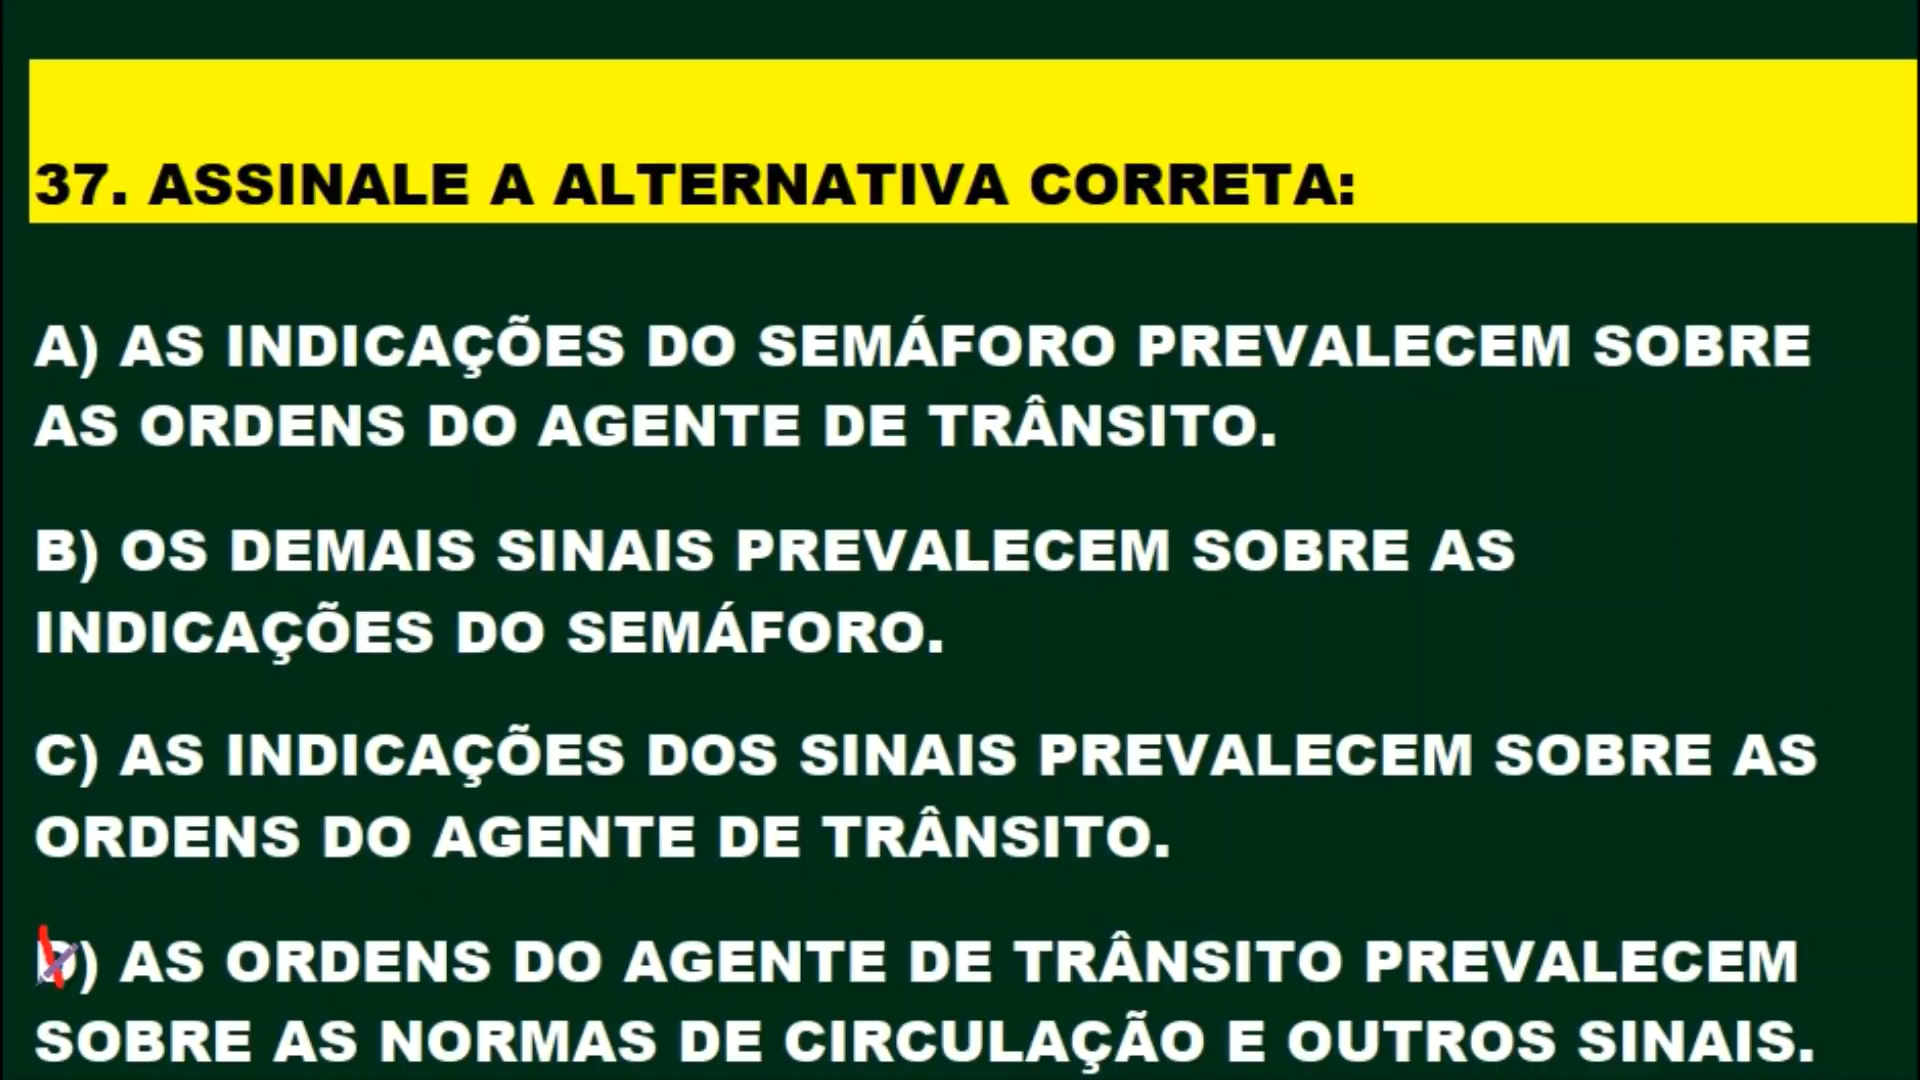 37. ASSINALE A ALTERNATIVA CORRETA:
A) AS INDICAÇÕES DO SEMÁFORO PREVALECEM SOBRE
AS ORDENS DO AGENTE DE TRÂNSITO.
B) OS DEMAIS SINAIS PREVALECEM SOBRE AS
INDICAÇÕES DO SEMÁFORO.
C) AS INDICAÇÕES DOS SINAIS PREVALECEM SOBRE AS
ORDENS DO AGENTE DE TRÂNSITO.
D) AS ORDENS DO AGENTE DE TRÂNSITO PREVALECEM
SOBRE AS NORMAS DE CIRCULAÇÃO E OUTROS SINAIS.